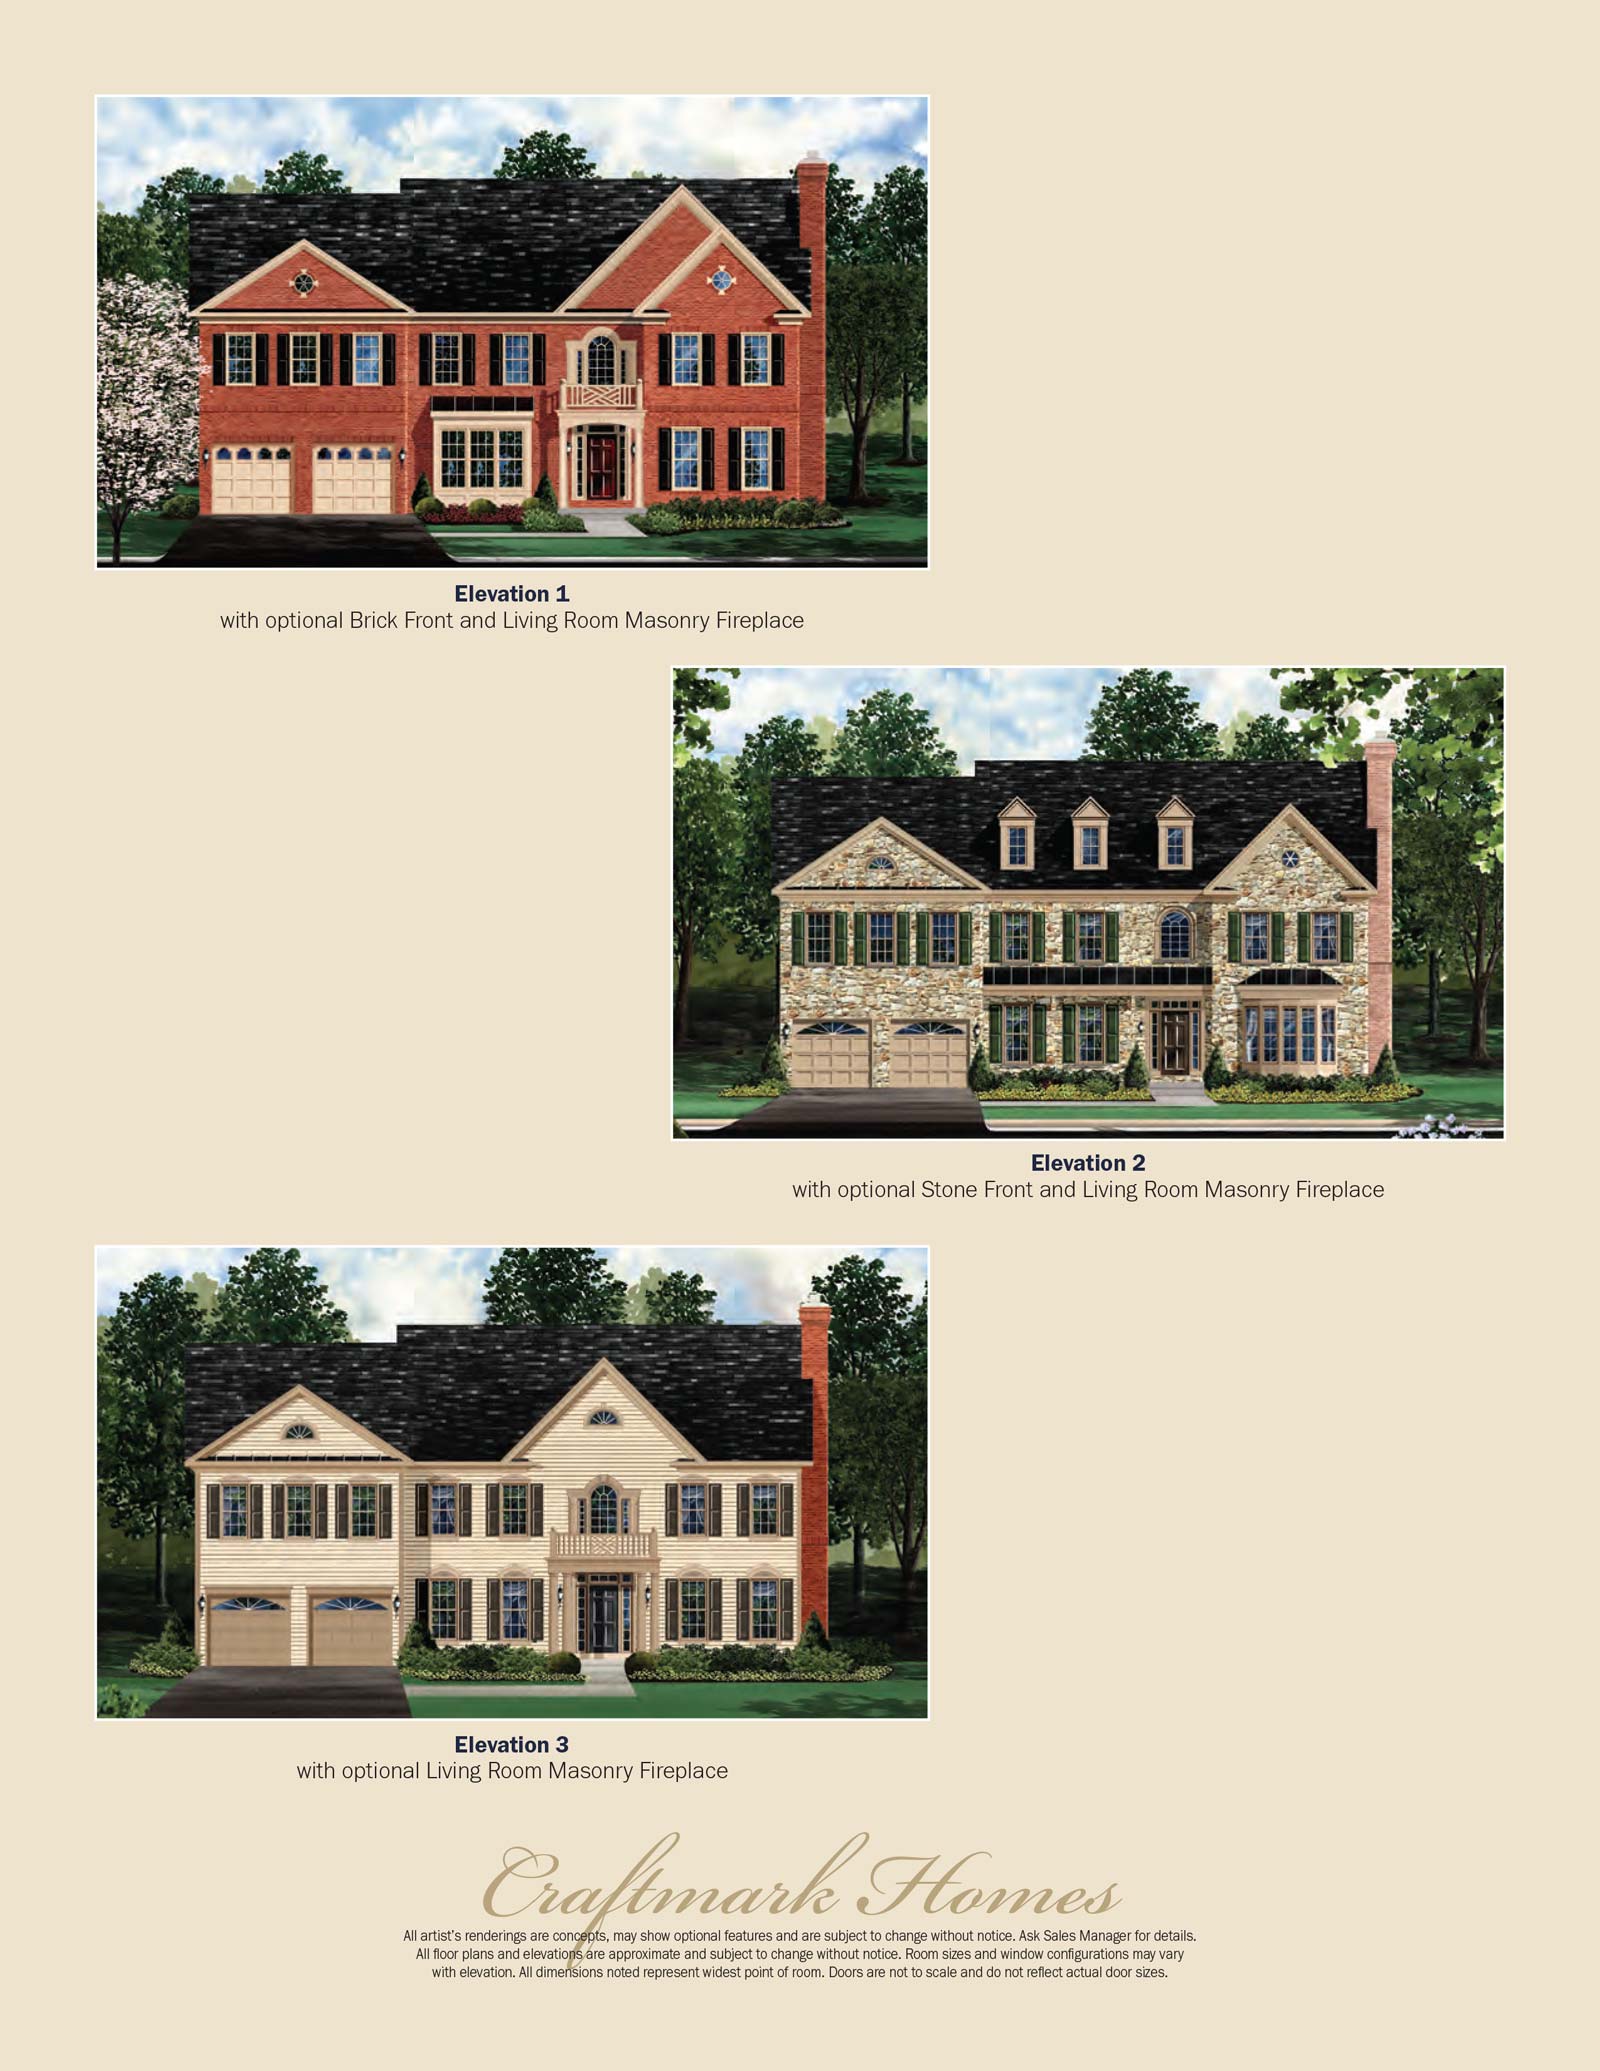 Elevation 1
with optional Brick Front and Living Room Masonry Fireplace
Elevation 2
with optional Stone Front and Living Room Masonry Fireplace
Elevation 3
with optional Living Room Masonry Fireplace
Craftmark Homes
All artist's renderings are concepts, may show optional features and are subject to change without notice. Ask Sales Manager for details.
All floor plans and elevations are approximate and subject to change without notice. Room sizes and window configurations may vary
with elevation. All dimensions noted represent widest point of room. Doors are not to scale and do not reflect actual door sizes.